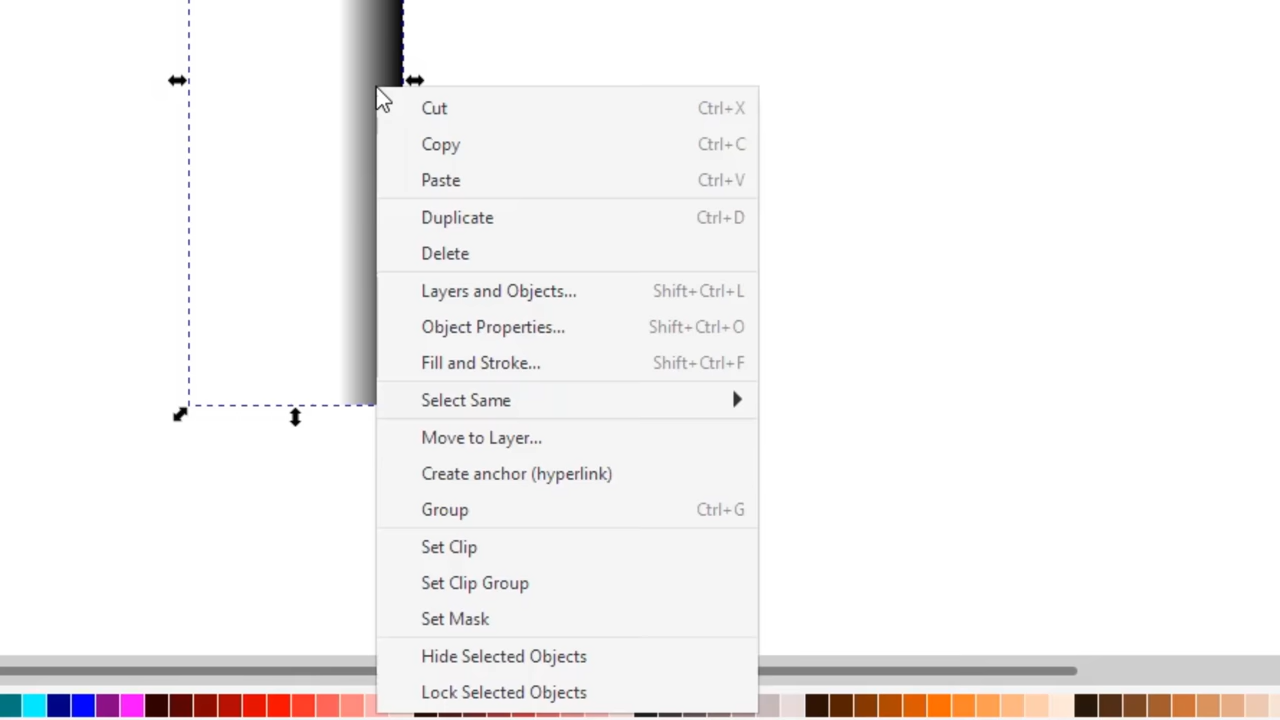 Cut Ctrl+X
Copy Ctrl+C
Paste Ctrl+V
Duplicate Ctrl+D
Delete
Layers and Objects... Shift+Ctrl+L
Object Properties... Shift+Ctrl+O
Fill and Stroke... Shift+Ctrl+F
Select Same
Move to Layer...
Create anchor (hyperlink)
Group Ctrl+G
Set Clip
Set Clip Group
Set Mask
Hide Selected Objects
Lock Selected Objects